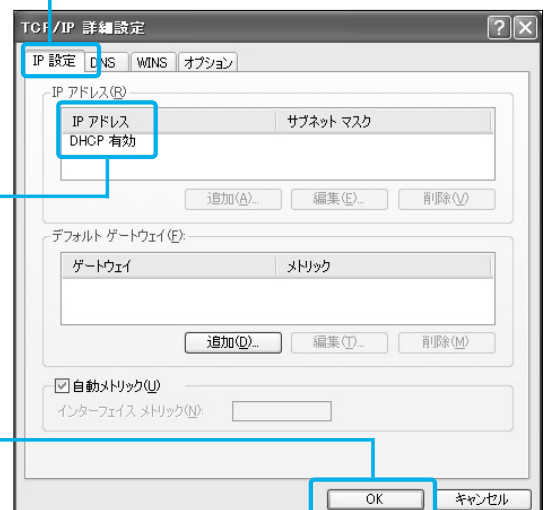 TCP/IP 詳細設定
IP 設定 DNS WINS オプション
IP アドレス(R)
IP アドレス サブネット マスク
DHCP 有効
追加(A)... 編集(E)... 削除(V)
デフォルト ゲートウェイ(F):
ゲートウェイ メトリック
追加(D)... 編集(T)... 削除(M)
自動メトリック(U)
インターフェイス メトリック(N):
OK キャンセル